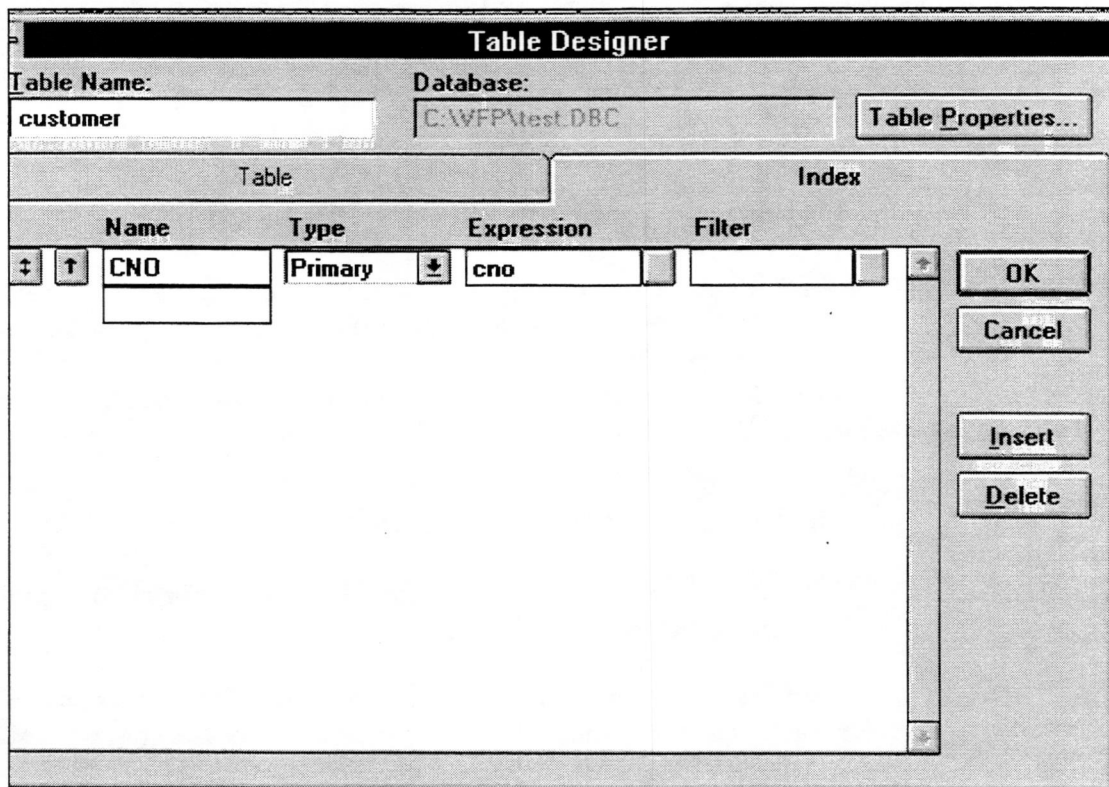 Table Designer
Table Name:
Database:
customer
C:\VFP\test.DBC
Table Properties...
Table
Index
Name
Type
Expression
Filter
CNO
Primary
cno
OK
Cancel
Insert
Delete